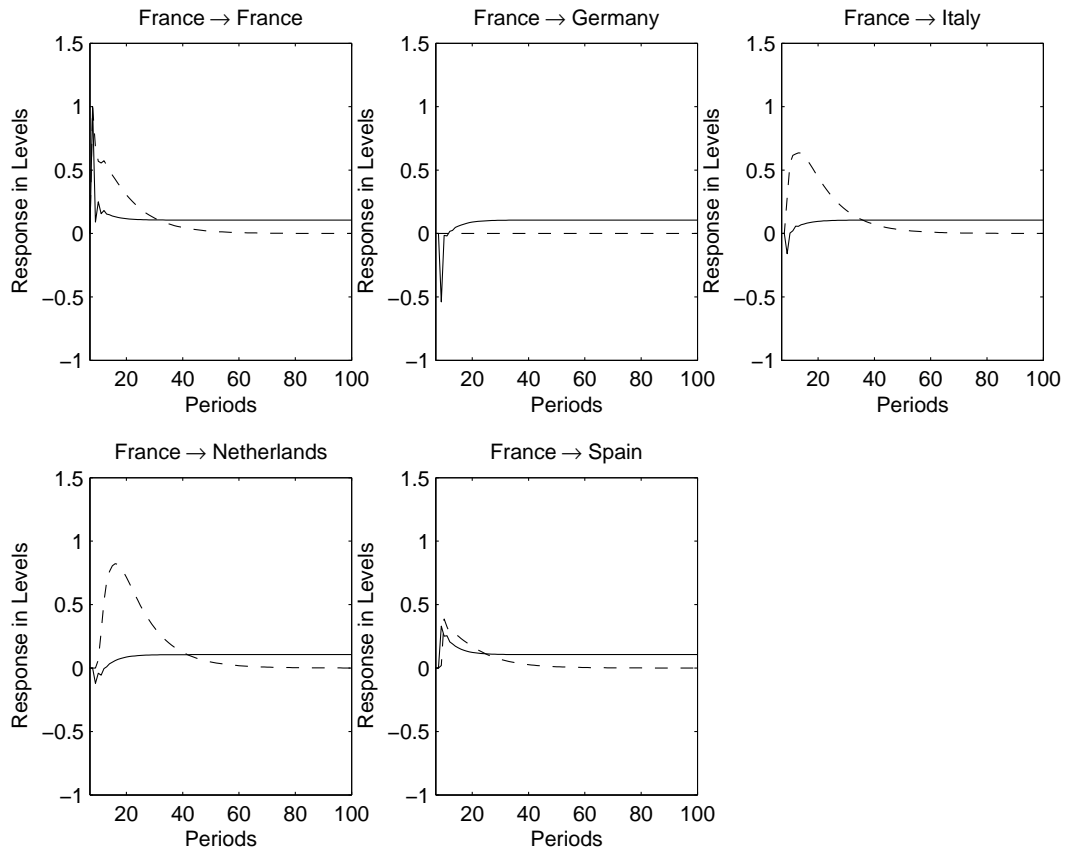 France → France
1.5
1
0.5
0
−0.5
−1
Response in Levels
20 40 60 80 100
Periods
France → Germany
1.5
1
0.5
0
−0.5
−1
Response in Levels
20 40 60 80 100
Periods
France → Italy
1.5
1
0.5
0
−0.5
−1
Response in Levels
20 40 60 80 100
Periods
France → Netherlands
1.5
1
0.5
0
−0.5
−1
Response in Levels
20 40 60 80 100
Periods
France → Spain
1.5
1
0.5
0
−0.5
−1
Response in Levels
20 40 60 80 100
Periods